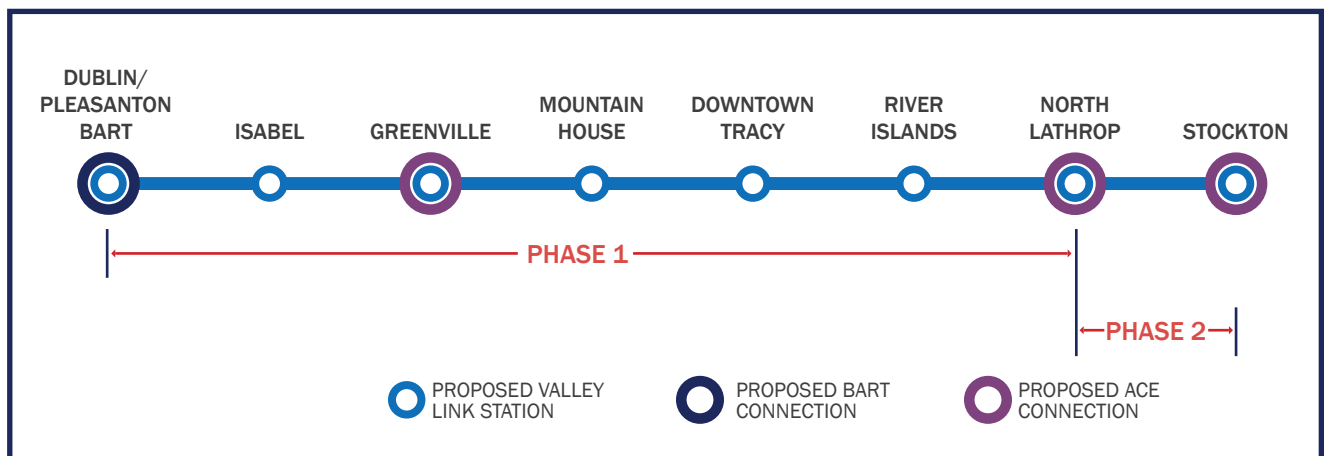 DUBLIN/
PLEASANTON
BART
ISABEL
GREENVILLE
MOUNTAIN
HOUSE
DOWNTOWN
TRACY
RIVER
ISLANDS
NORTH
LATHROP
STOCKTON
PHASE 1
PHASE 2
PROPOSED VALLEY
LINK STATION
PROPOSED BART
CONNECTION
PROPOSED ACE
CONNECTION